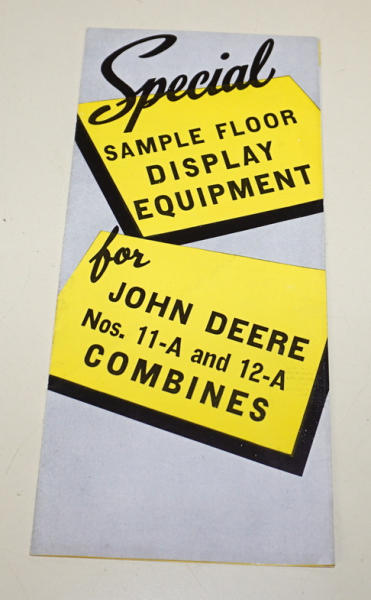 Special
SAMPLE FLOOR
DISPLAY
EQUIPMENT
for
JOHN DEERE
Nos. 11-A and 12-A
COMBINES